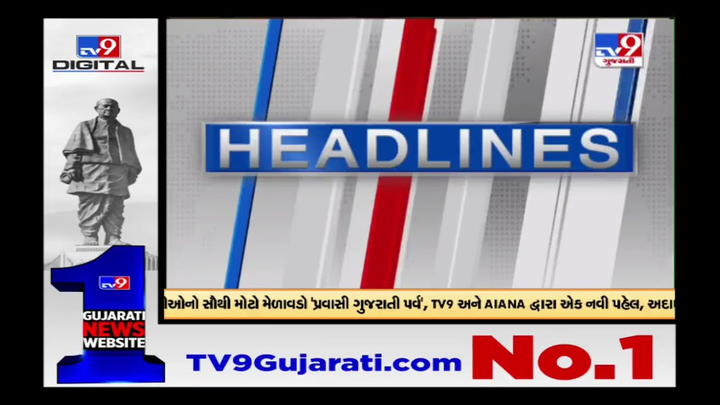 TV9
DIGITAL
TV9
ગુજરાતી
HEADLINES
TV9
1
GUJARATI
NEWS
WEBSITE
સૌથી મોટો મેળાવડો 'પ્રવાસી ગુજરાતી પર્વ', TV9 અને AIANA દ્વારા એક નવી પહેલ,
TV9Gujarati.com No.1